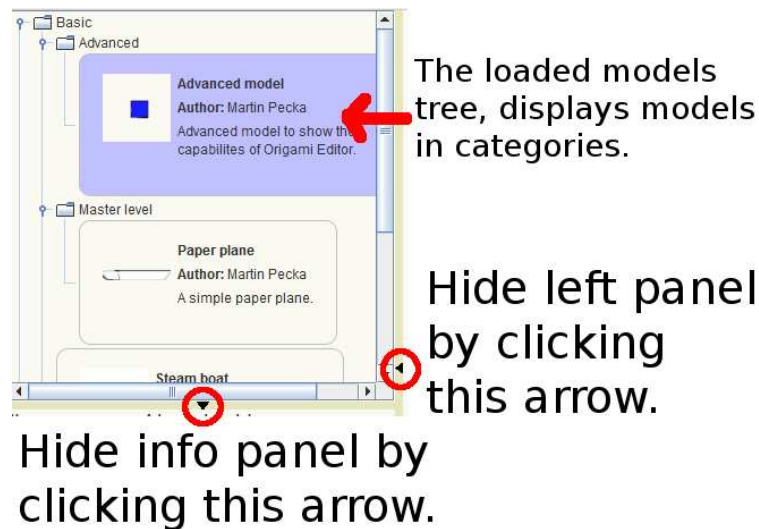 Basic
Advanced
Advanced model
Author: Martin Pecka
Advanced model to show the
capabilites of Origami Editor.
The loaded models
tree, displays models
in categories.
Master level
Paper plane
Author: Martin Pecka
A simple paper plane.
Steam boat
Hide left panel
by clicking
this arrow.
Hide info panel by
clicking this arrow.